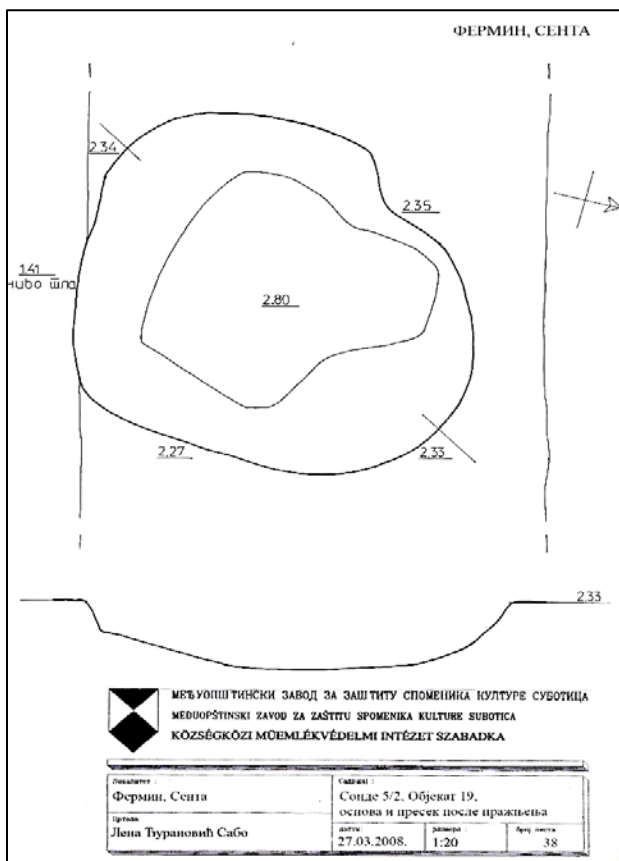 ФЕРМИН, СЕНТА
2.34
2.35
1.41
ниво тла
2.80
2.27
2.33
2.33
МЕЂУОПШТИНСКИ ЗАВОД ЗА ЗАШТИТУ СПОМЕНИКА КУЛТУРЕ СУБОТИЦА
MEĐUOPŠTINSKI ZAVOD ZA ZAŠTITU SPOMENIKA KULTURE SUBOTICA
KÖZSÉGKÖZI MŰEMLÉKVÉDELMI INTÉZET SZABADKA
Локалитет :
Фермин, Сента
Садржај :
Сонде 5/2, Објекат 19,
основа и пресек после пражњења
Цртала:
Лена Ђурановић Сабо
датум:
27.03.2008.
размера :
1:20
број листа
38